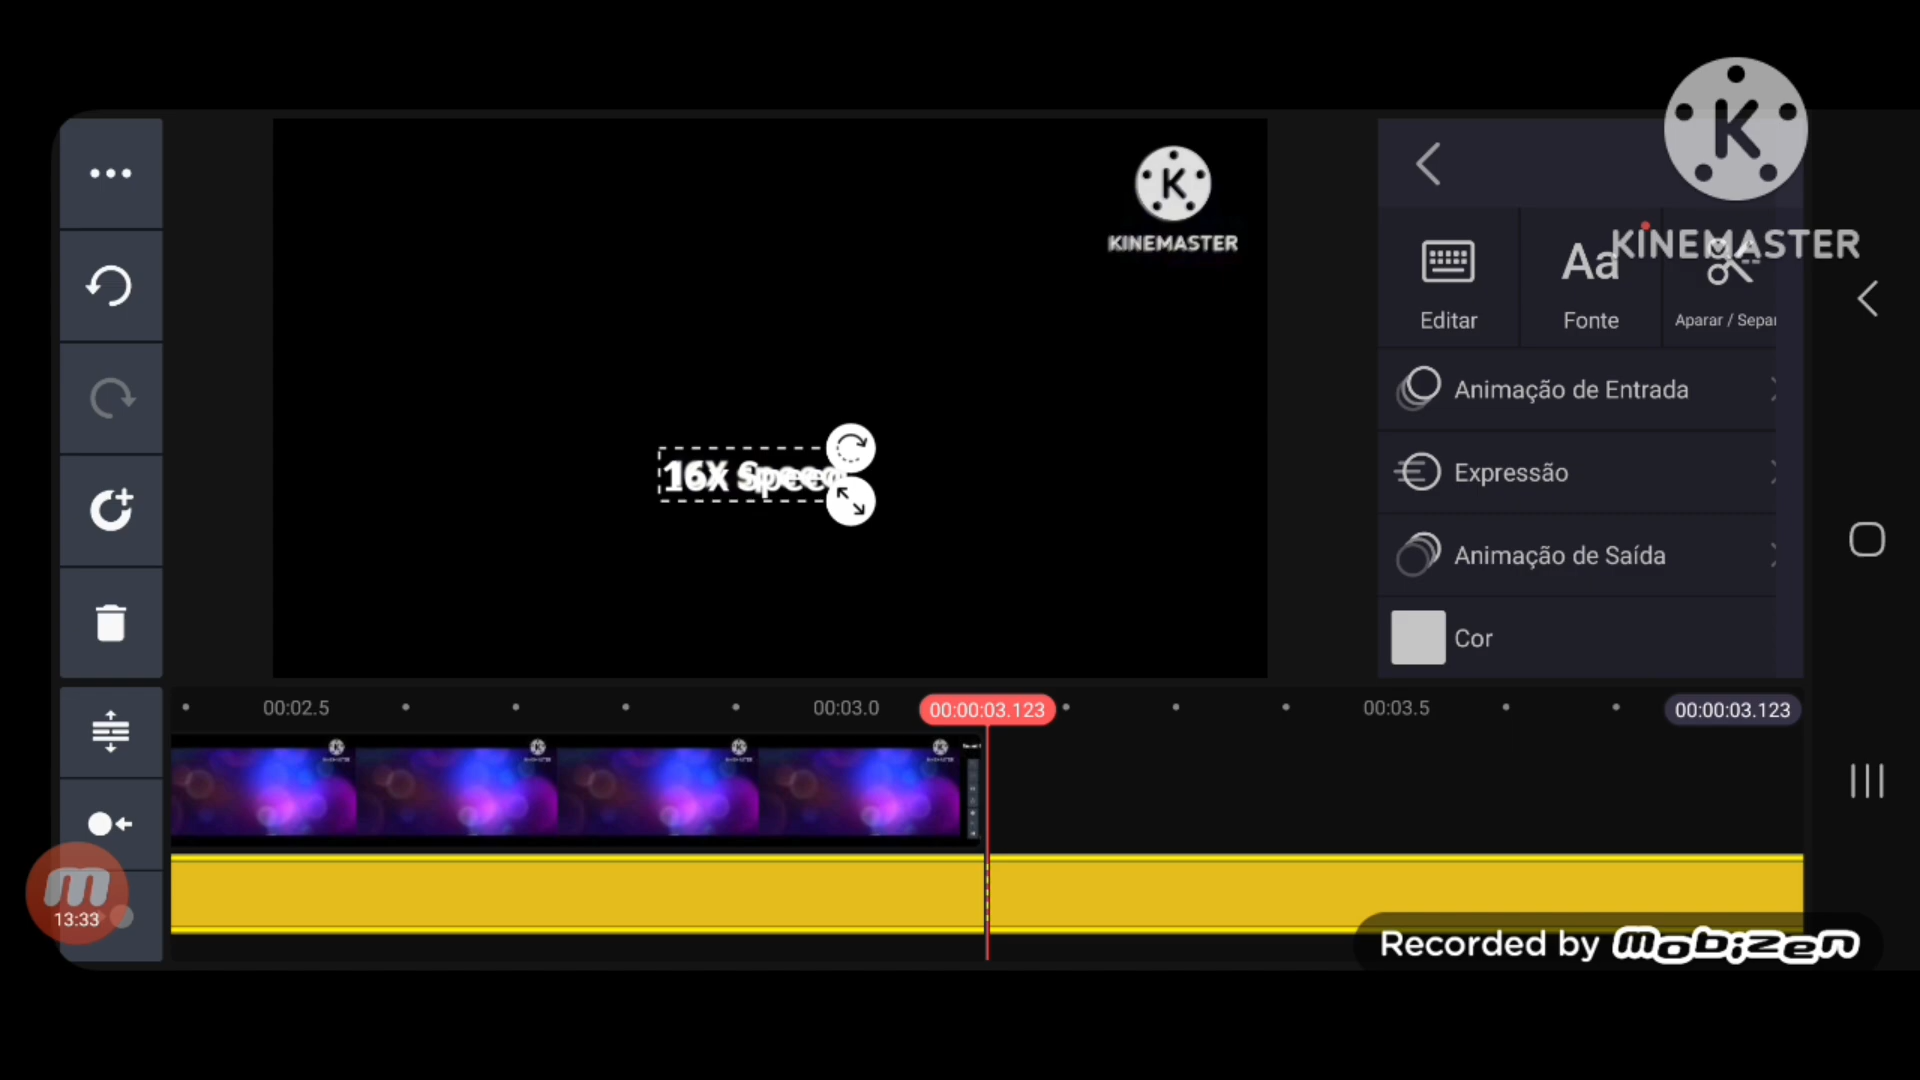 K
KINEMASTER
K
KINEMASTER
Editar
Aa
Fonte
Aparar / Separ
Animação de Entrada
Expressão
Animação de Saída
Cor
16X Speed
00:02.5
00:03.0
00:00:03.123
00:03.5
00:00:03.123
13:33
Recorded by mobizen